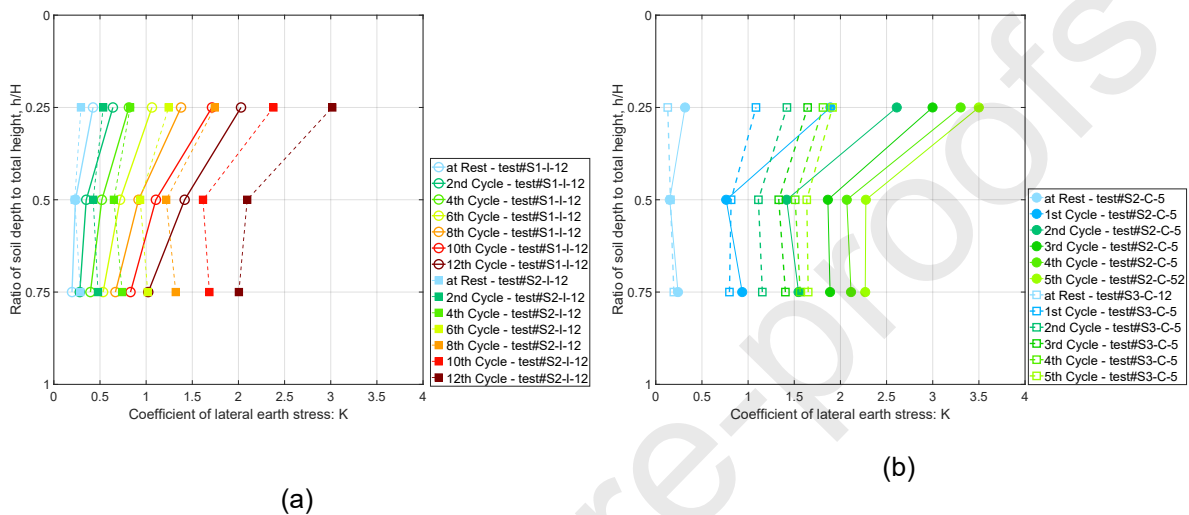 0
0.25
0.5
0.75
1
Ratio of soil depth to total height, h/H
0 0.5 1 1.5 2 2.5 3 3.5 4
Coefficient of lateral earth stress: K
at Rest - test#S1-I-12
2nd Cycle - test#S1-I-12
4th Cycle - test#S1-I-12
6th Cycle - test#S1-I-12
8th Cycle - test#S1-I-12
10th Cycle - test#S1-I-12
12th Cycle - test#S1-I-12
at Rest - test#S2-I-12
2nd Cycle - test#S2-I-12
4th Cycle - test#S2-I-12
6th Cycle - test#S2-I-12
8th Cycle - test#S2-I-12
10th Cycle - test#S2-I-12
12th Cycle - test#S2-I-12
(a)
0
0.25
0.5
0.75
1
Ratio of soil depth to total height, h/H
0 0.5 1 1.5 2 2.5 3 3.5 4
Coefficient of lateral earth stress: K
at Rest - test#S2-C-5
1st Cycle - test#S2-C-5
2nd Cycle - test#S2-C-5
3rd Cycle - test#S2-C-5
4th Cycle - test#S2-C-5
5th Cycle - test#S2-C-52
at Rest - test#S3-C-12
1st Cycle - test#S3-C-5
2nd Cycle - test#S3-C-5
3rd Cycle - test#S3-C-5
4th Cycle - test#S3-C-5
5th Cycle - test#S3-C-5
(b)
re-proofs